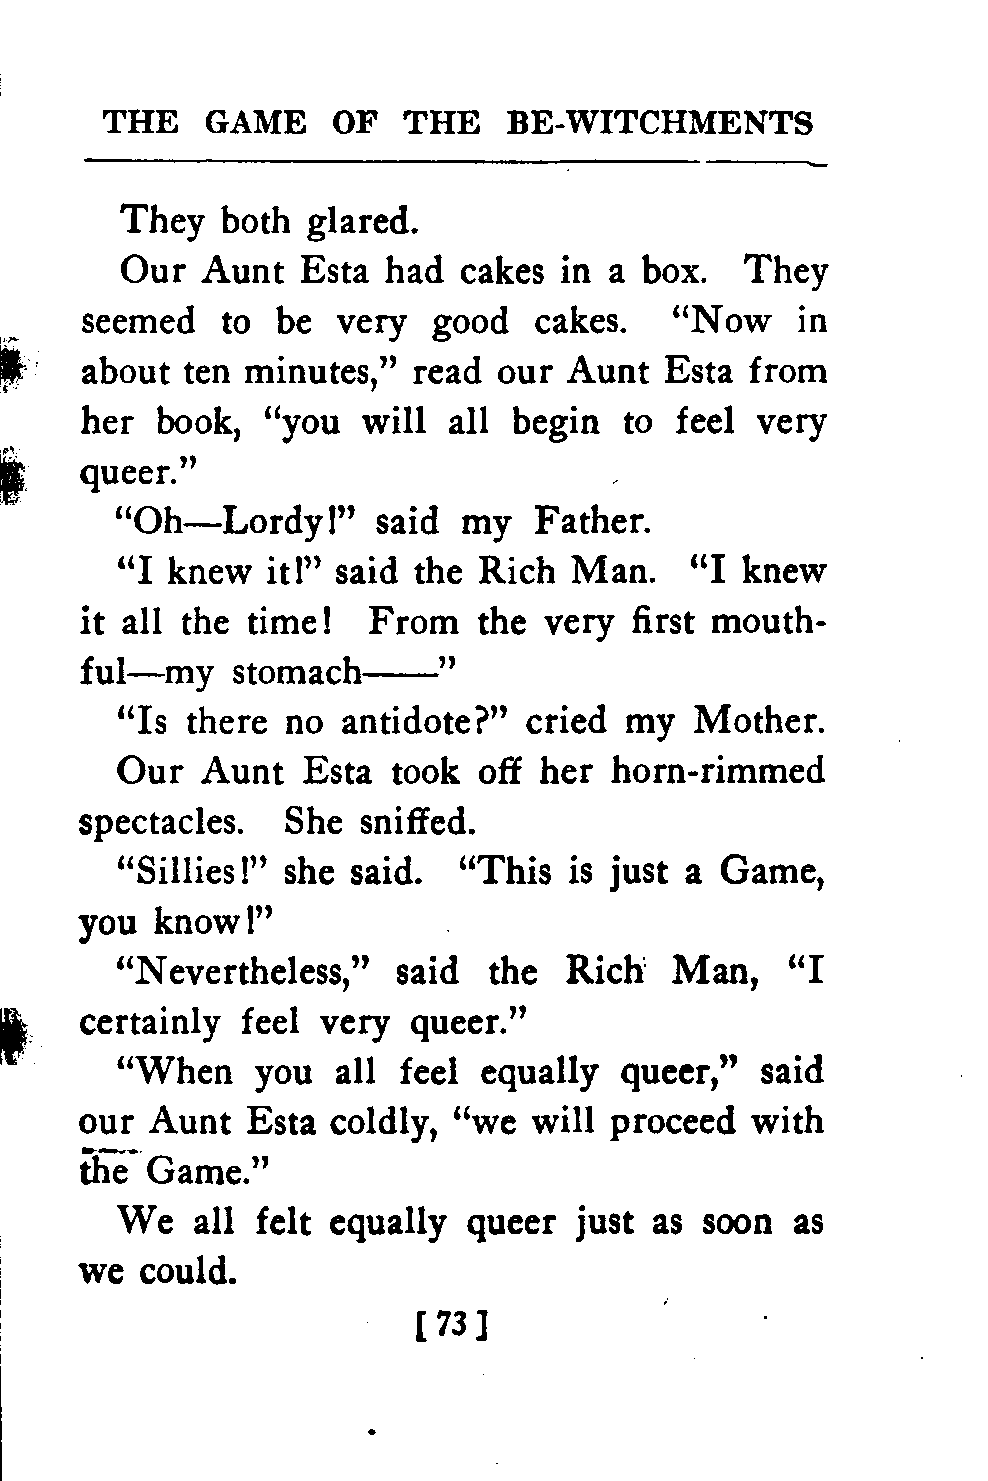 THE GAME OF THE BE-WITCHMENTS
They both glared.
Our Aunt Esta had cakes in a box. They
seemed to be very good cakes. “Now in
about ten minutes,” read our Aunt Esta from
her book, “you will all begin to feel very
queer.”
“Oh—Lordy!” said my Father.
“I knew it!” said the Rich Man. “I knew
it all the time! From the very first mouth-
ful—my stomach——”
“Is there no antidote?” cried my Mother.
Our Aunt Esta took off her horn-rimmed
spectacles. She sniffed.
“Sillies!” she said. “This is just a Game,
you know!”
“Nevertheless,” said the Rich Man, “I
certainly feel very queer.”
“When you all feel equally queer,” said
our Aunt Esta coldly, “we will proceed with
the Game.”
We all felt equally queer just as soon as
we could.
[ 73 ]